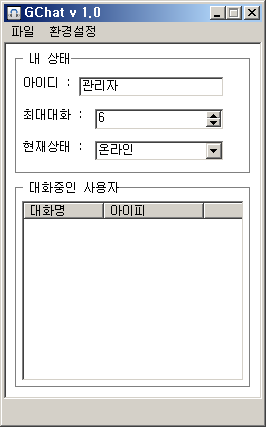 GChat v 1.0
파일 환경설정
내 상태
아이디 : 관리자
최대대화 : 6
현재상태 : 온라인
대화중인 사용자
대화명 아이피